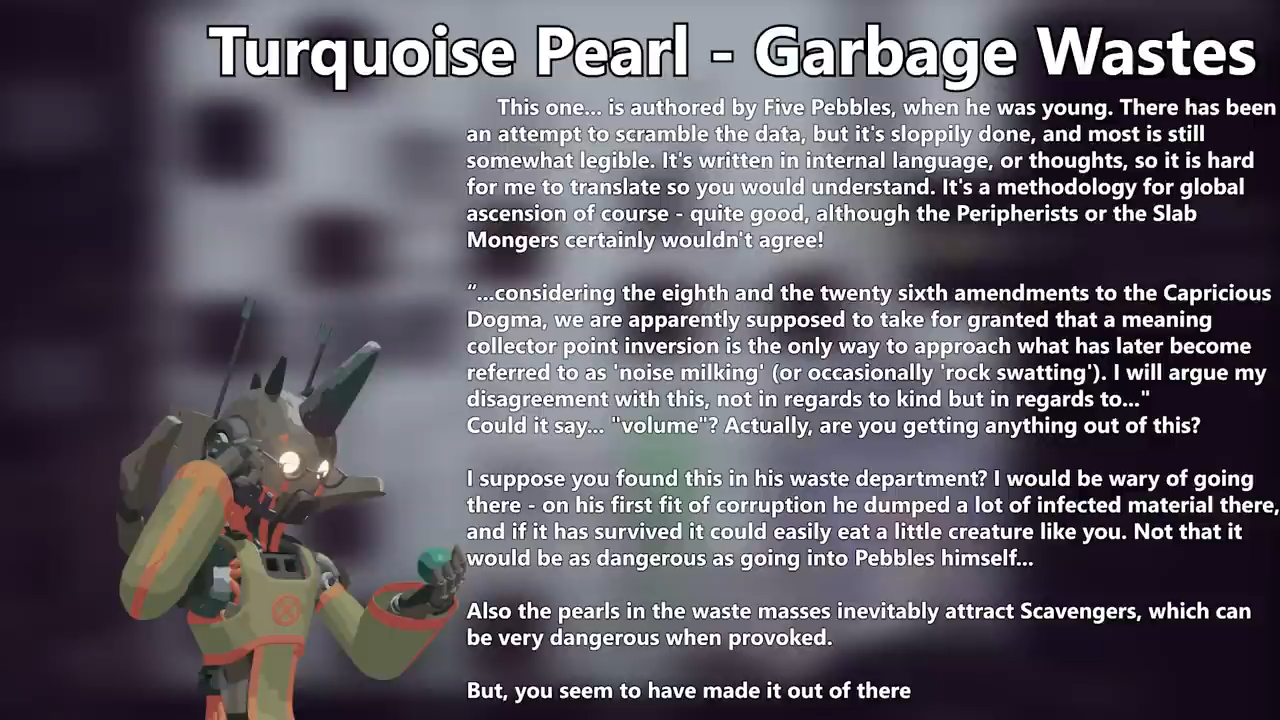 Turquoise Pearl - Garbage Wastes
This one... is authored by Five Pebbles, when he was young. There has been
an attempt to scramble the data, but it's sloppily done, and most is still
somewhat legible. It's written in internal language, or thoughts, so it is hard
for me to translate so you would understand. It's a methodology for global
ascension of course - quite good, although the Peripherists or the Slab
Mongers certainly wouldn't agree!
“...considering the eighth and the twenty sixth amendments to the Capricious
Dogma, we are apparently supposed to take for granted that a meaning
collector point inversion is the only way to approach what has later become
referred to as 'noise milking' (or occasionally 'rock swatting'). I will argue my
disagreement with this, not in regards to kind but in regards to..."
Could it say... "volume"? Actually, are you getting anything out of this?
I suppose you found this in his waste department? I would be wary of going
there - on his first fit of corruption he dumped a lot of infected material there,
and if it has survived it could easily eat a little creature like you. Not that it
would be as dangerous as going into Pebbles himself...
Also the pearls in the waste masses inevitably attract Scavengers, which can
be very dangerous when provoked.
But, you seem to have made it out of there